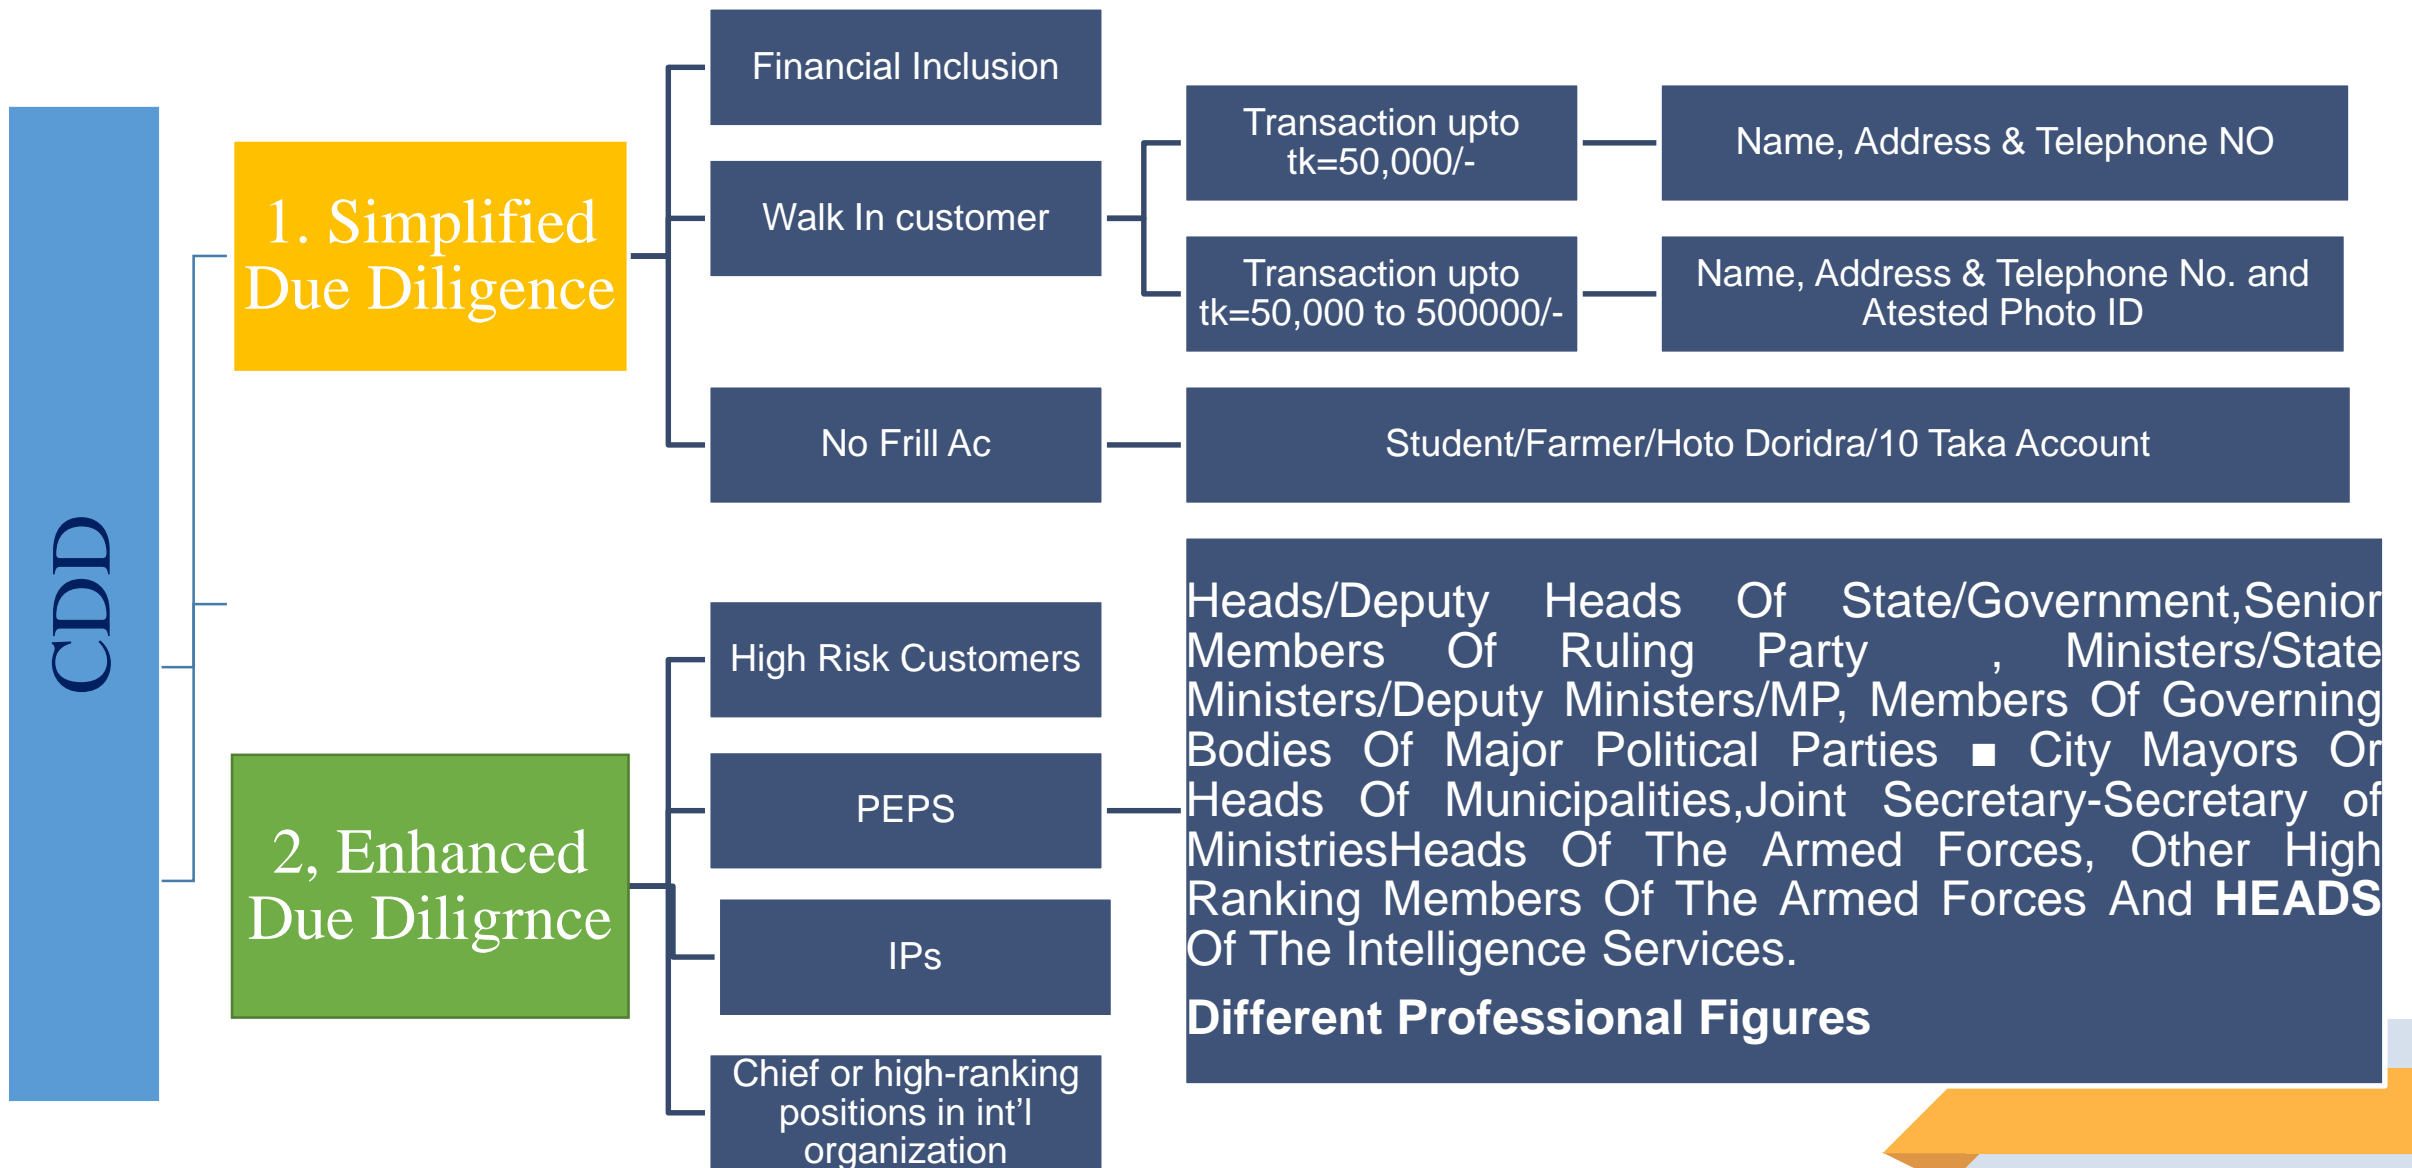 CDD
1. Simplified
Due Diligence
Financial Inclusion
Walk In customer
Transaction upto
tk=50,000/-
Name, Address & Telephone NO
Transaction upto
tk=50,000 to 500000/-
Name, Address & Telephone No. and
Atested Photo ID
No Frill Ac
Student/Farmer/Hoto Doridra/10 Taka Account
2, Enhanced
Due Diligrnce
High Risk Customers
PEPS
Heads/Deputy Heads Of State/Government,Senior
Members Of Ruling Party , Ministers/State
Ministers/Deputy Ministers/MP, Members Of Governing
Bodies Of Major Political Parties ■ City Mayors Or
Heads Of Municipalities,Joint Secretary-Secretary of
MinistriesHeads Of The Armed Forces, Other High
Ranking Members Of The Armed Forces And HEADS
Of The Intelligence Services.
Different Professional Figures
IPs
Chief or high-ranking
positions in int'l
organization